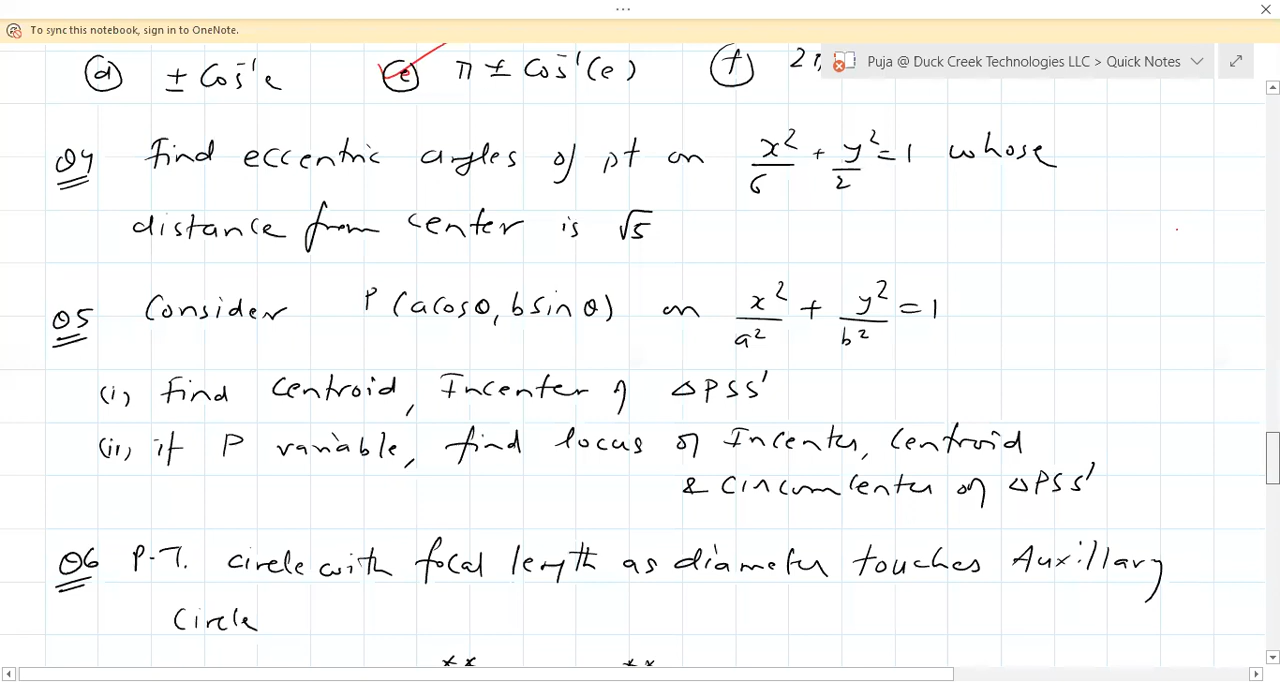 To sync this notebook, sign in to OneNote.
(d) ± Cos⁻¹e (e) π ± Cos⁻¹(e) (f)
Puja @ Duck Creek Technologies LLC > Quick Notes
Q4 find eccentric angles of pt on x²/6 + y²/2 = 1 whose
distance from center is √5
Q5 Consider P(acosθ, bsinθ) on x²/a² + y²/b² = 1
(i) find Centroid, Incenter of ΔPSS'
(ii) if P variable, find locus of Incenter, Centroid
& Circumcenter of ΔPSS'
Q6 P.T. circle with focal length as diameter touches Auxillary
Circle
** **